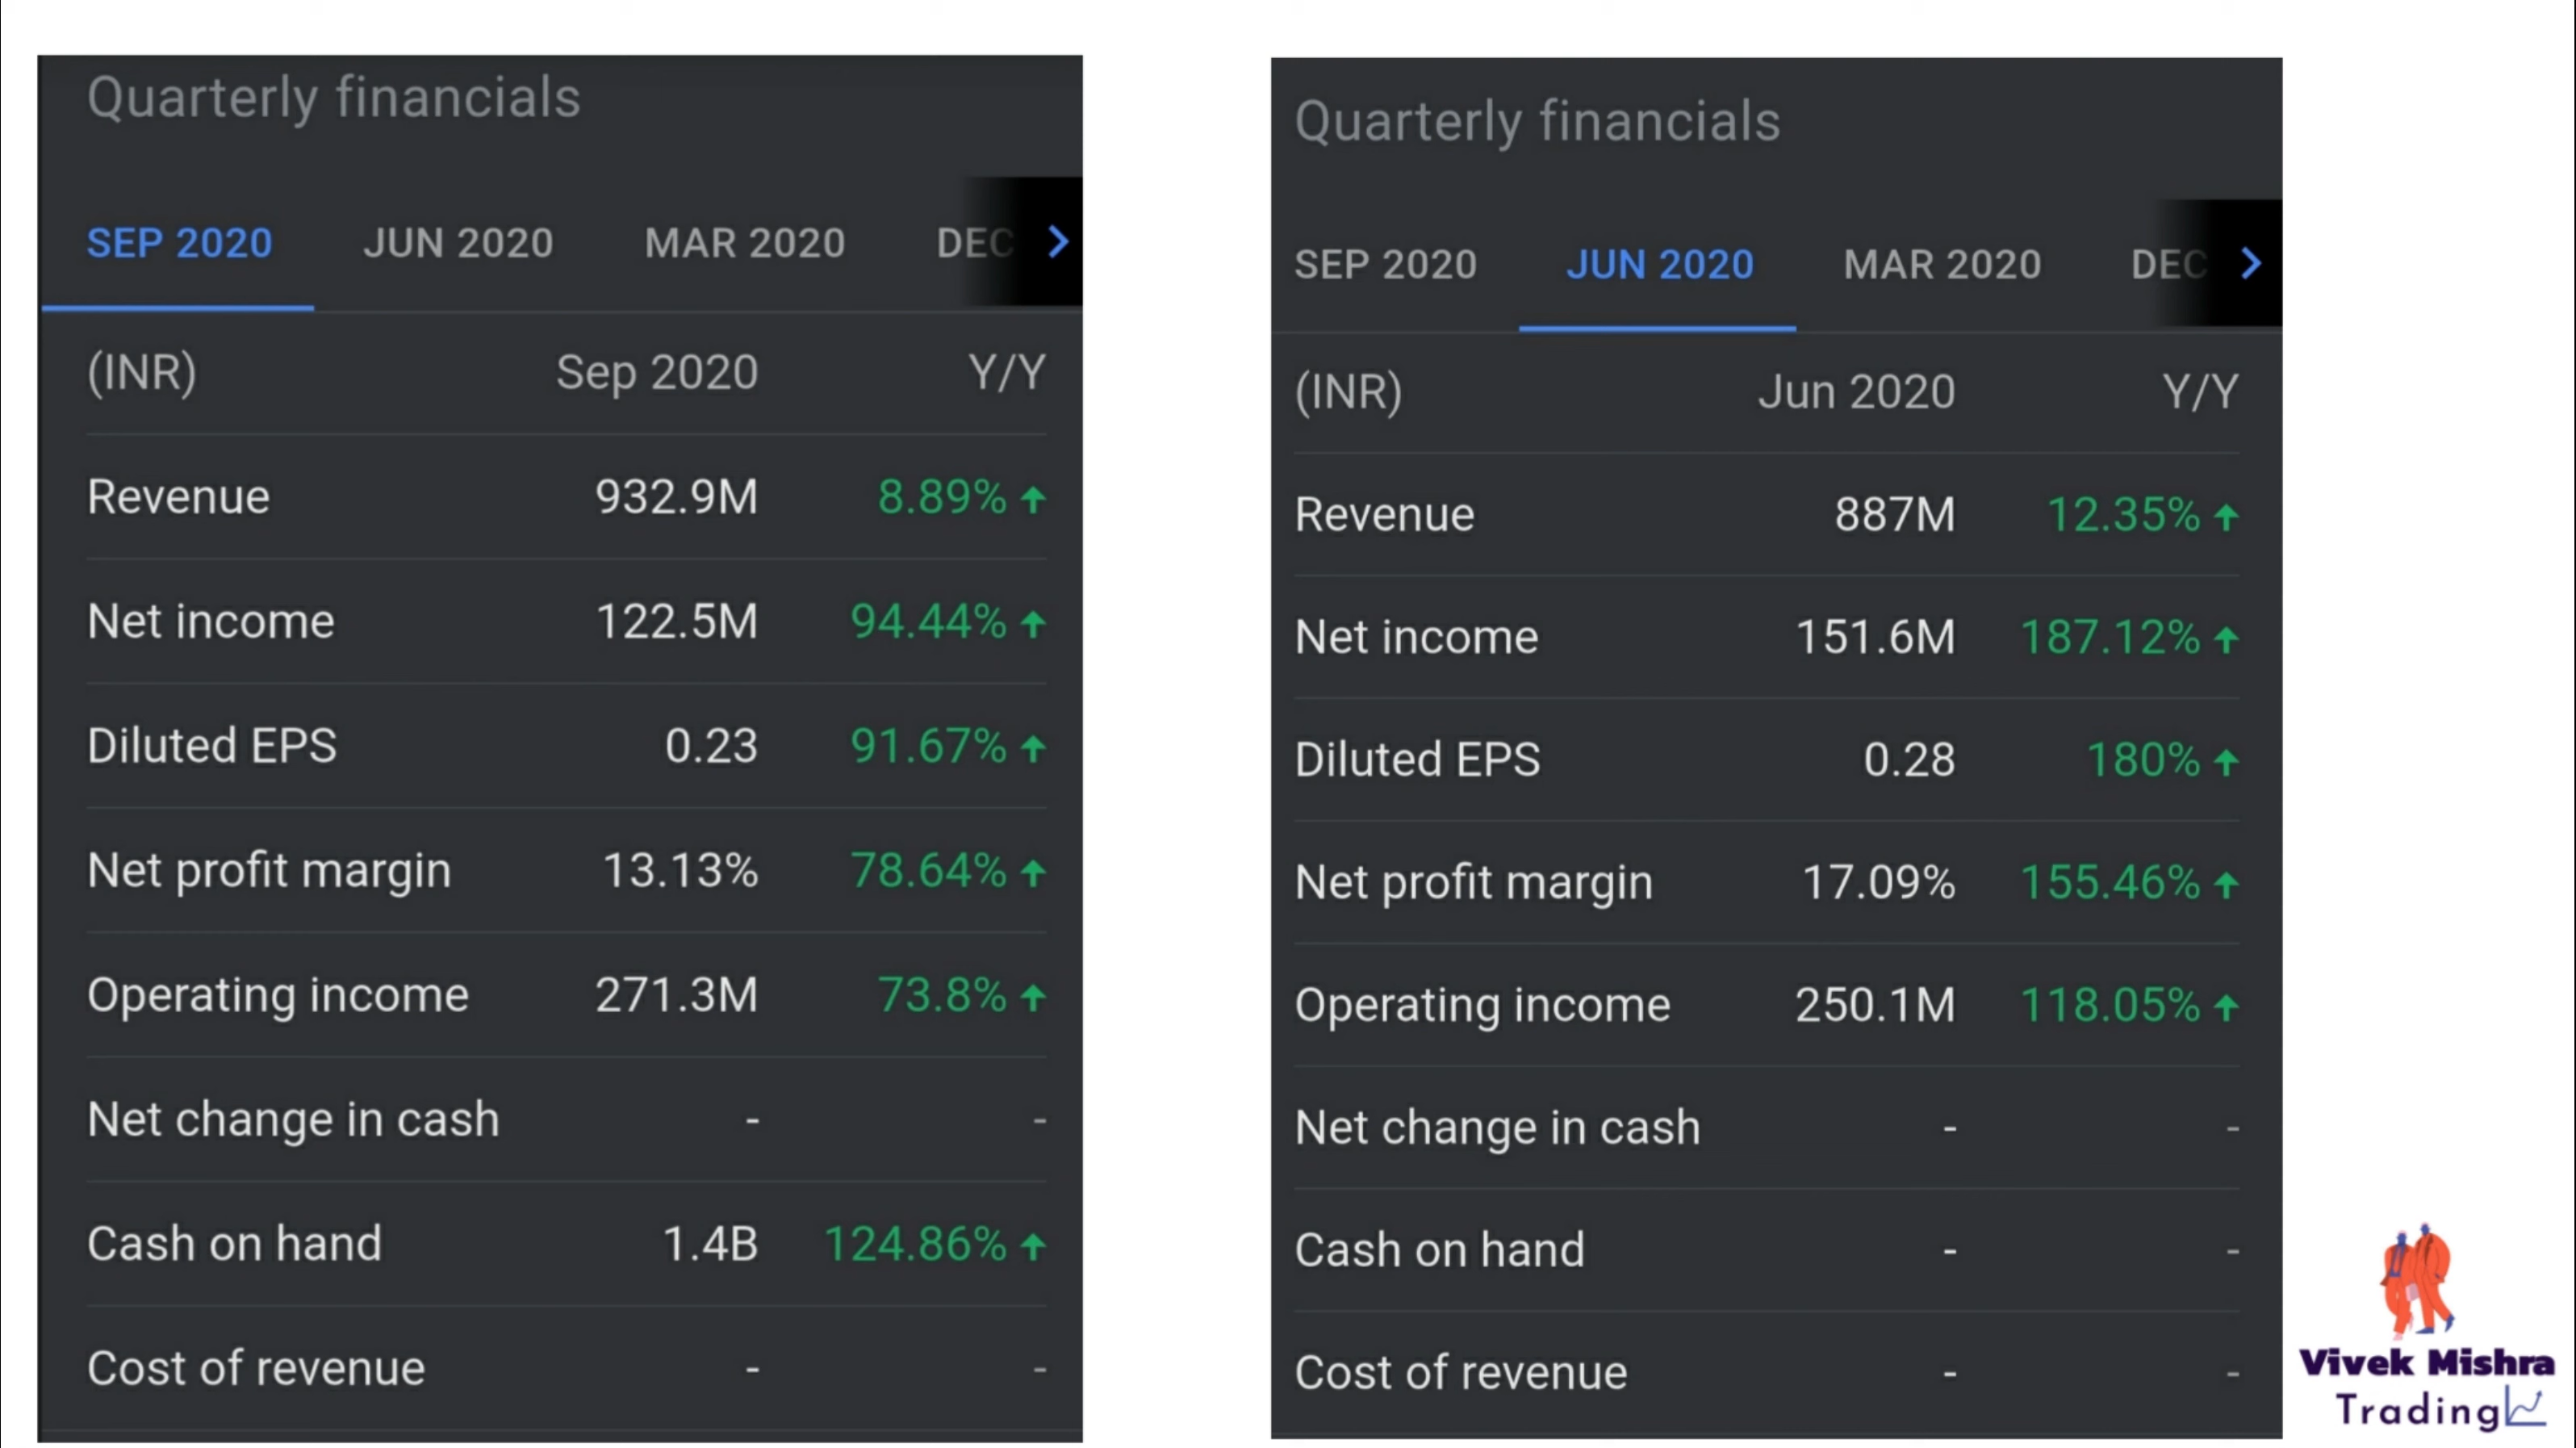 Quarterly financials
SEP 2020 JUN 2020 MAR 2020 DEC
(INR) Sep 2020 Y/Y
Revenue 932.9M 8.89%
Net income 122.5M 94.44%
Diluted EPS 0.23 91.67%
Net profit margin 13.13% 78.64%
Operating income 271.3M 73.8%
Net change in cash - -
Cash on hand 1.4B 124.86%
Cost of revenue - -
Quarterly financials
SEP 2020 JUN 2020 MAR 2020 DEC
(INR) Jun 2020 Y/Y
Revenue 887M 12.35%
Net income 151.6M 187.12%
Diluted EPS 0.28 180%
Net profit margin 17.09% 155.46%
Operating income 250.1M 118.05%
Net change in cash - -
Cash on hand - -
Cost of revenue - -
Vivek Mishra
Trading